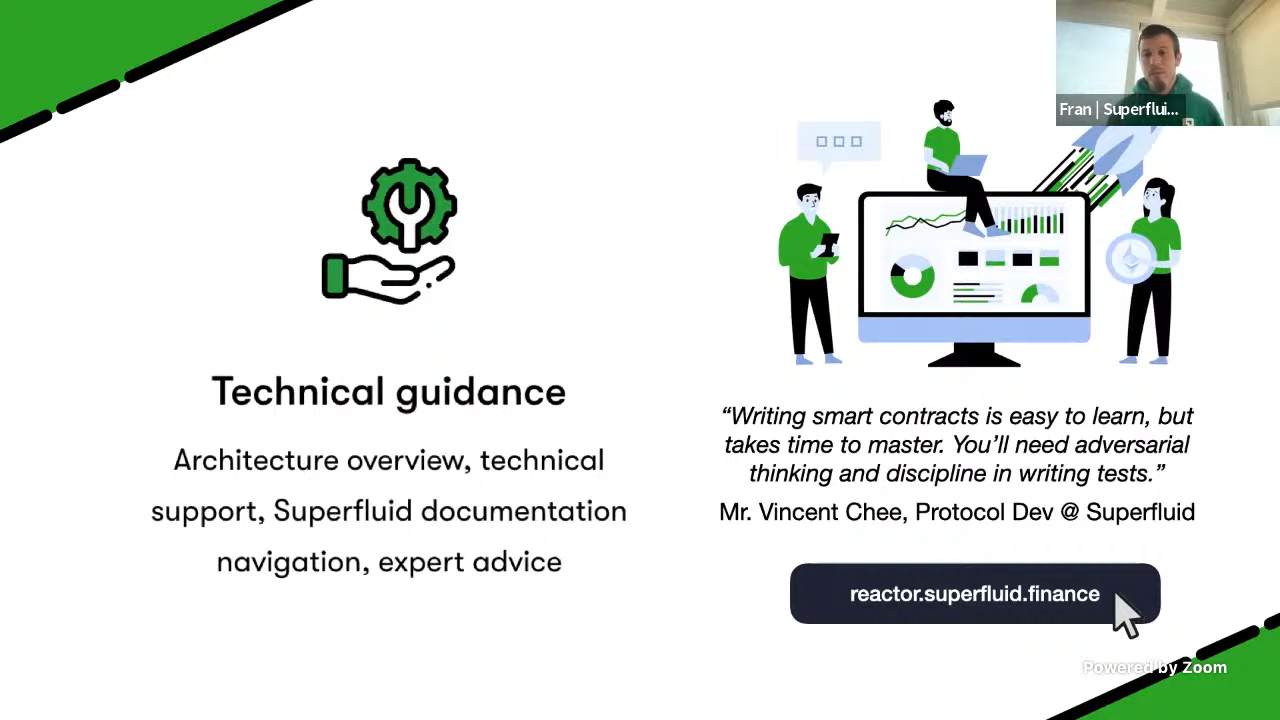 Fran | Superflui...
Technical guidance
Architecture overview, technical
support, Superfluid documentation
navigation, expert advice
“Writing smart contracts is easy to learn, but
takes time to master. You’ll need adversarial
thinking and discipline in writing tests.”
Mr. Vincent Chee, Protocol Dev @ Superfluid
reactor.superfluid.finance
Powered by Zoom